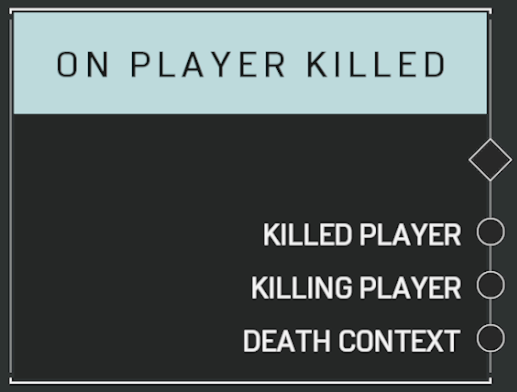 ON PLAYER KILLED
KILLED PLAYER
KILLING PLAYER
DEATH CONTEXT